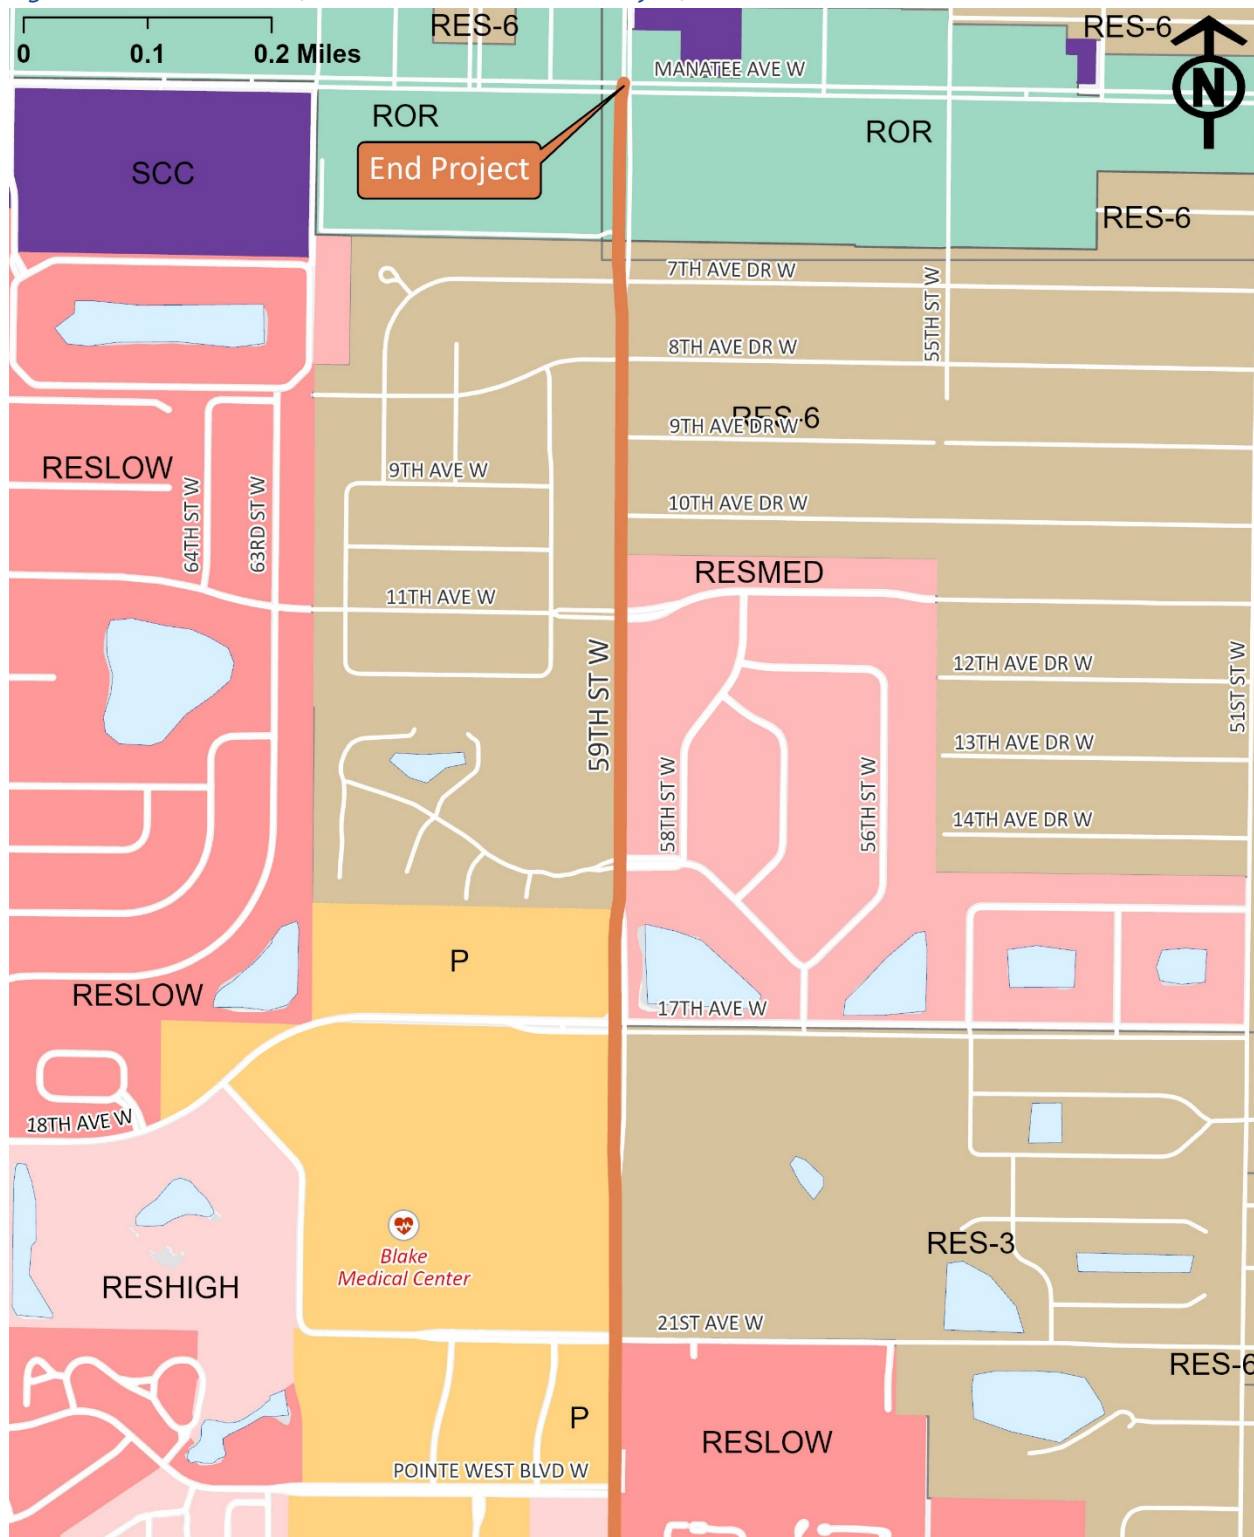 RES-6
RES-6
0 0.1 0.2 Miles
N
MANATEE AVE W
ROR
ROR
End Project
SCC
RES-6
7TH AVE DR W
55TH ST W
8TH AVE DR W
RES-6
9TH AVE DR W
RESLOW
9TH AVE W
64TH ST W
63RD ST W
10TH AVE DR W
RESMED
11TH AVE W
59TH ST W
12TH AVE DR W
51ST ST W
13TH AVE DR W
58TH ST W
56TH ST W
14TH AVE DR W
P
RESLOW
17TH AVE W
18TH AVE W
Blake
Medical Center
RES-3
RESHIGH
21ST AVE W
RES-6
P
RESLOW
POINTE WEST BLVD W